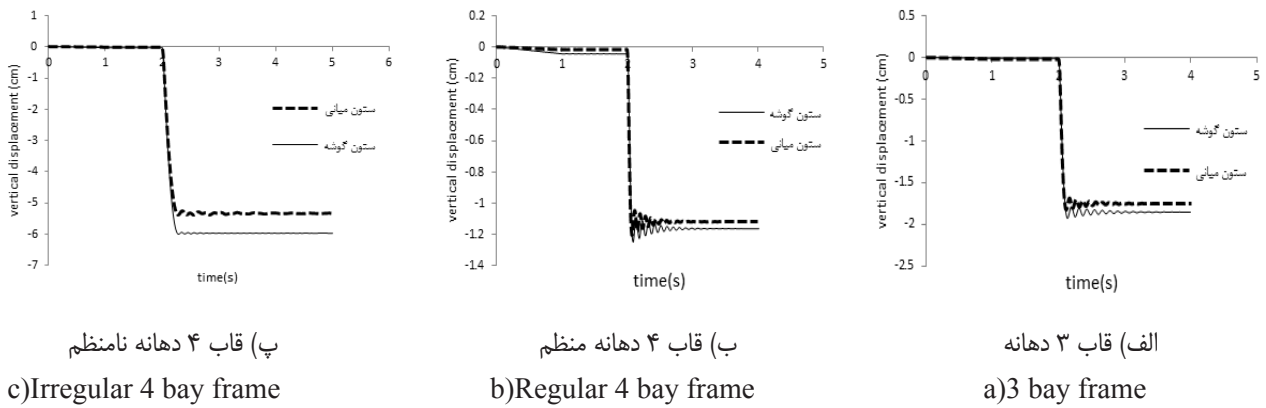 1
0
-1
-2
-3
-4
-5
-6
-7
0
1
2
3
4
5
6
vertical displacement (cm)
time(s)
ستون میانی
ستون گوشه
0.2
0
-0.2
-0.4
-0.6
-0.8
-1
-1.2
-1.4
0
1
2
3
4
5
vertical displacement (cm)
time(s)
ستون گوشه
ستون میانی
0.5
0
-0.5
-1
-1.5
-2
-2.5
0
1
2
3
4
5
vertical displacement (cm)
time(s)
ستون گوشه
ستون میانی
الف) قاب ۳ دهانه
ب) قاب ۴ دهانه منظم
پ) قاب ۴ دهانه نامنظم
c)Irregular 4 bay frame
b)Regular 4 bay frame
a)3 bay frame